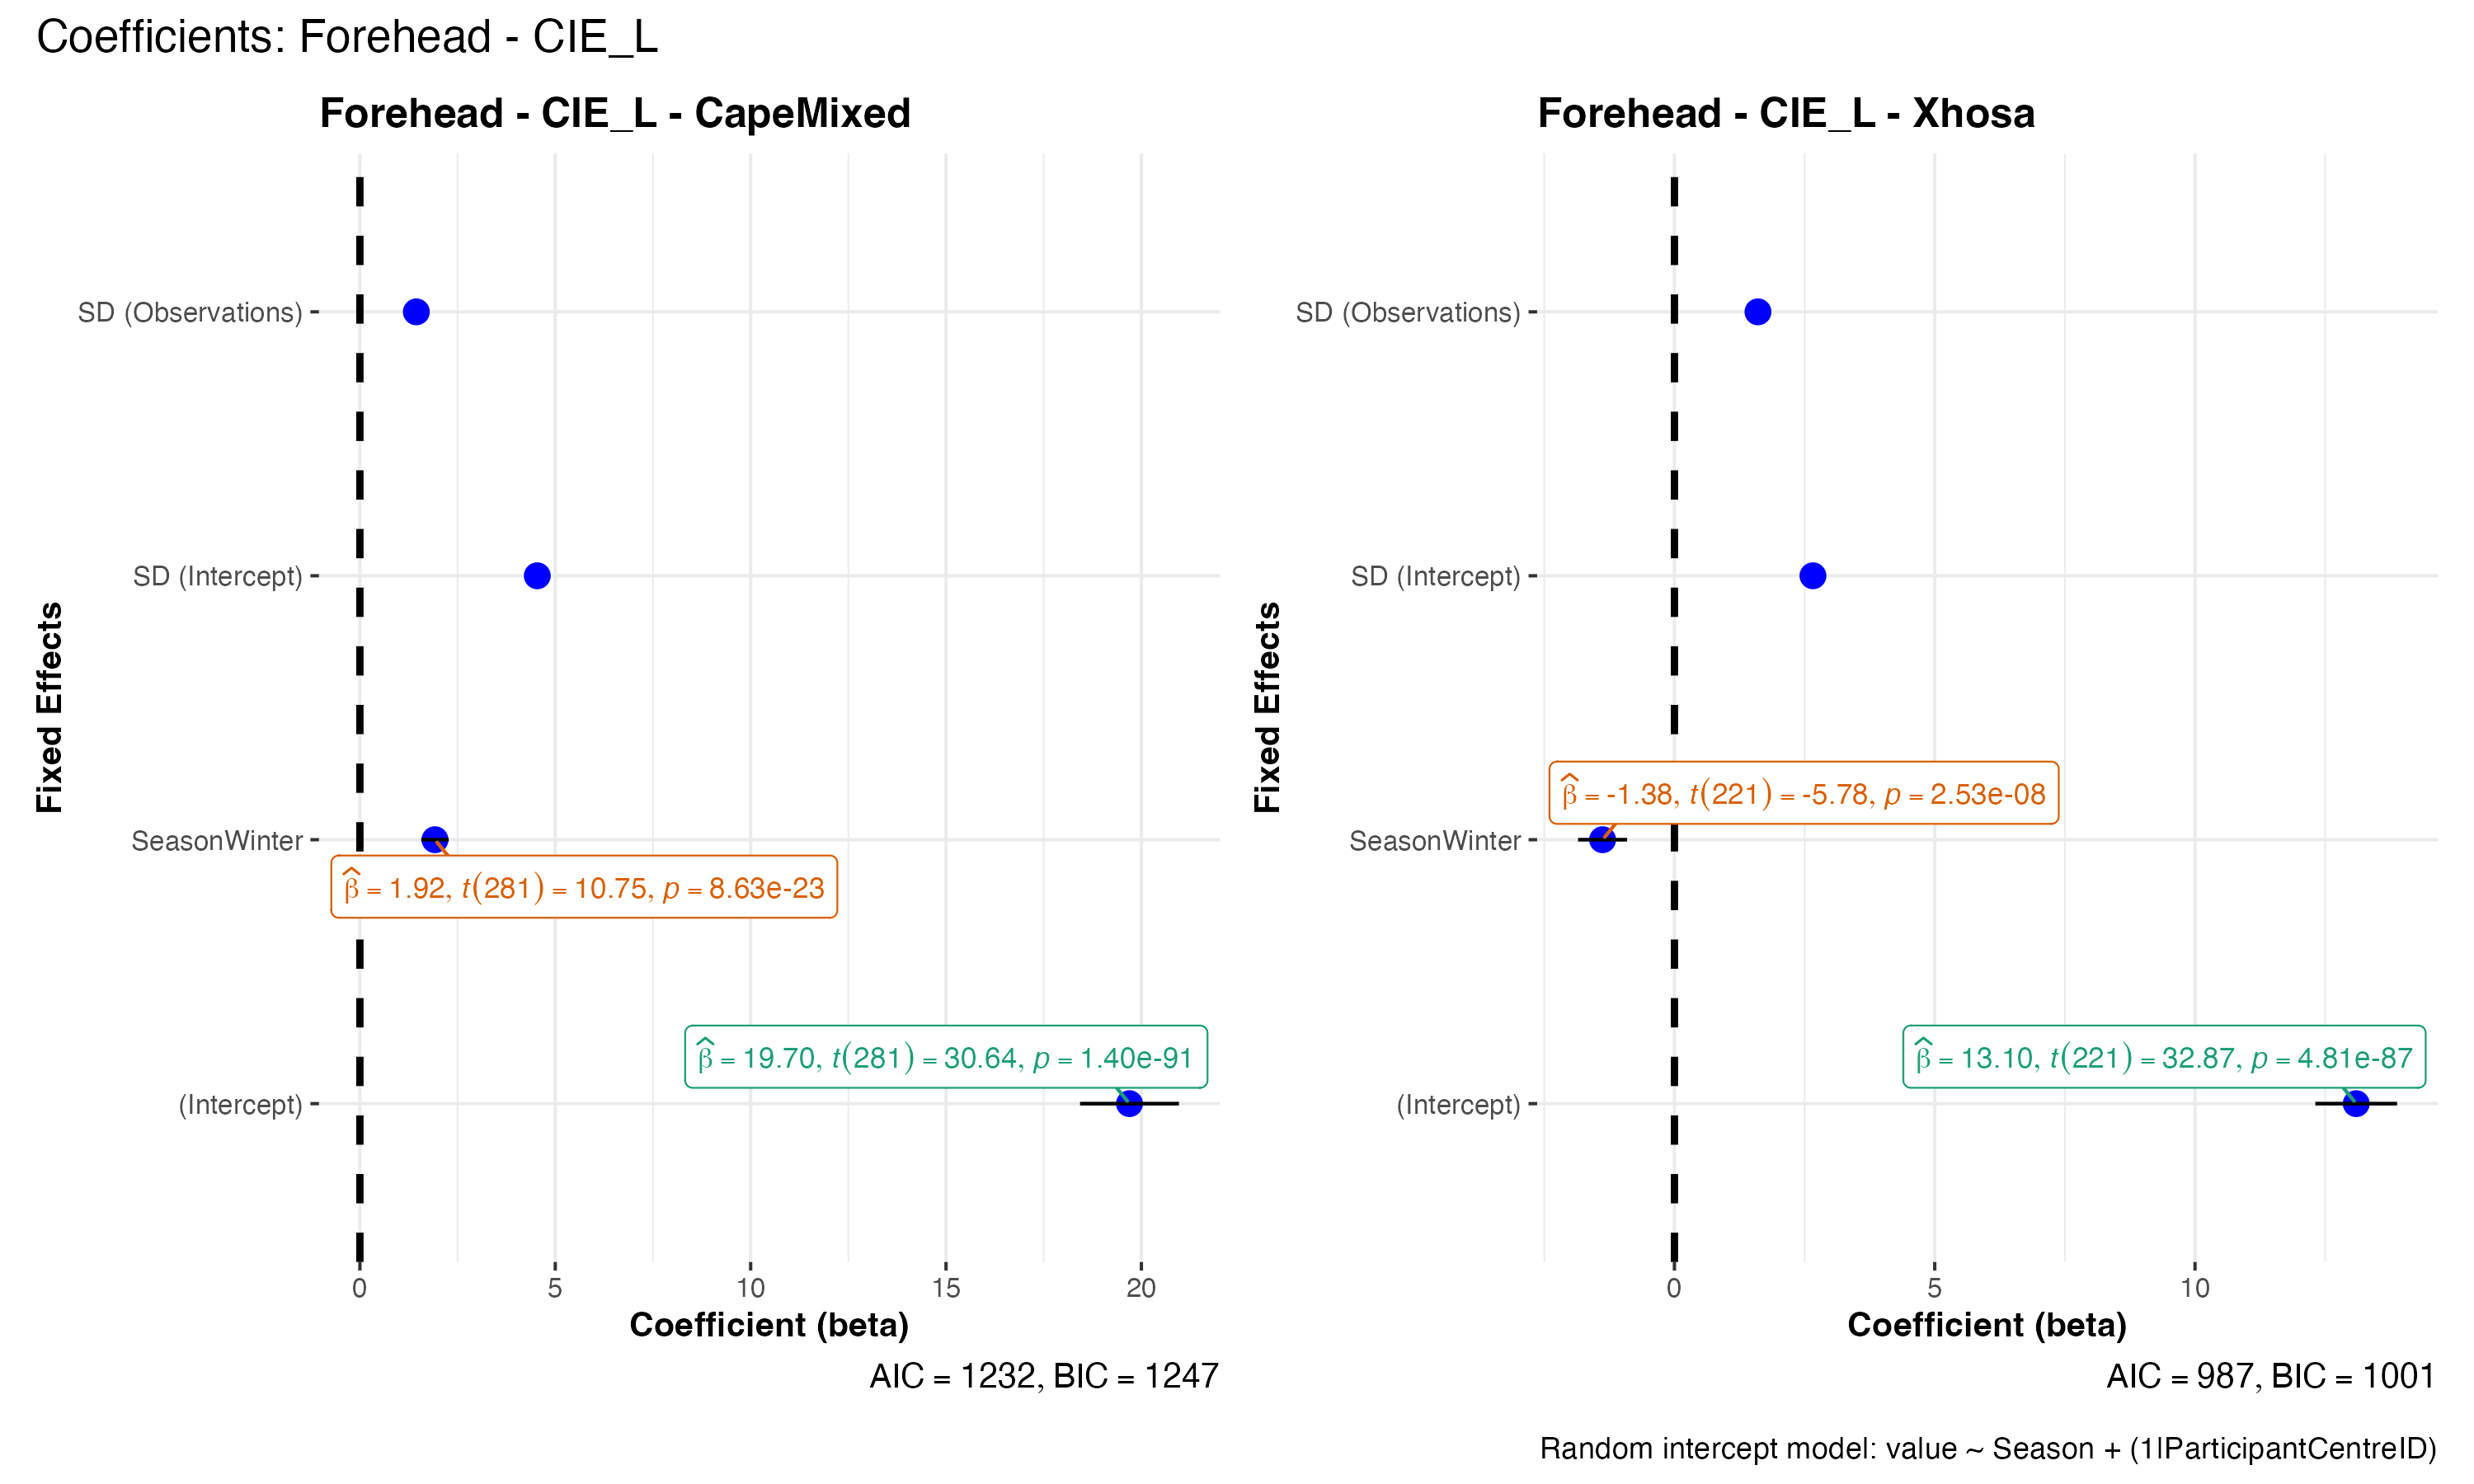 Coefficients: Forehead - CIE_L
Forehead - CIE_L - CapeMixed
SD (Observations)
SD (Intercept)
SeasonWinter
(Intercept)
Fixed Effects
β̂ = 1.92, t(281) = 10.75, p = 8.63e-23
β̂ = 19.70, t(281) = 30.64, p = 1.40e-91
0 5 10 15 20
Coefficient (beta)
AIC = 1232, BIC = 1247
Forehead - CIE_L - Xhosa
SD (Observations)
SD (Intercept)
SeasonWinter
(Intercept)
Fixed Effects
β̂ = -1.38, t(221) = -5.78, p = 2.53e-08
β̂ = 13.10, t(221) = 32.87, p = 4.81e-87
0 5 10
Coefficient (beta)
AIC = 987, BIC = 1001
Random intercept model: value ~ Season + (1|ParticipantCentreID)